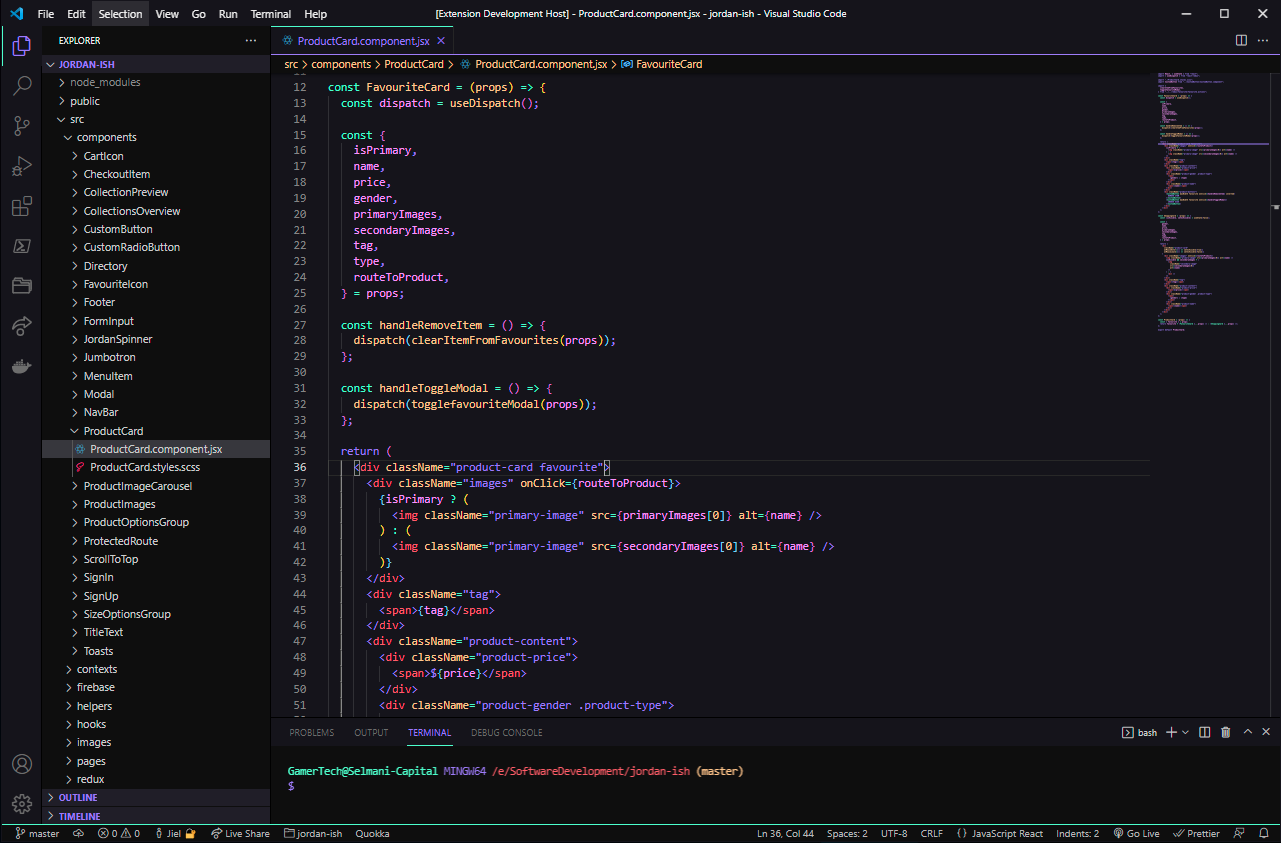 File Edit Selection View Go Run Terminal Help
[Extension Development Host] - ProductCard.component.jsx - jordan-ish - Visual Studio Code
EXPLORER
JORDAN-ISH
node_modules
public
src
components
CartIcon
CheckoutItem
CollectionPreview
CollectionsOverview
CustomButton
CustomRadioButton
Directory
FavouriteIcon
Footer
FormInput
JordanSpinner
Jumbotron
MenuItem
Modal
NavBar
ProductCard
ProductCard.component.jsx
ProductCard.styles.scss
ProductImageCarousel
ProductImages
ProductOptionsGroup
ProtectedRoute
ScrollToTop
SignIn
SignUp
SizeOptionsGroup
TitleText
Toasts
contexts
firebase
helpers
hooks
images
pages
redux
OUTLINE
TIMELINE
ProductCard.component.jsx
src > components > ProductCard > ProductCard.component.jsx > FavouriteCard
12 const FavouriteCard = (props) => {
13 const dispatch = useDispatch();
14
15 const {
16 isPrimary,
17 name,
18 price,
19 gender,
20 primaryImages,
21 secondaryImages,
22 tag,
23 type,
24 routeToProduct,
25 } = props;
26
27 const handleRemoveItem = () => {
28 dispatch(clearItemFromFavourites(props));
29 };
30
31 const handleToggleModal = () => {
32 dispatch(togglefavouriteModal(props));
33 };
34
35 return (
36 <div className="product-card favourite">
37 <div className="images" onClick={routeToProduct}>
38 {isPrimary ? (
39 <img className="primary-image" src={primaryImages[0]} alt={name} />
40 ) : (
41 <img className="primary-image" src={secondaryImages[0]} alt={name} />
42 )}
43 </div>
44 <div className="tag">
45 <span>{tag}</span>
46 </div>
47 <div className="product-content">
48 <div className="product-price">
49 <span>${price}</span>
50 </div>
51 <div className="product-gender .product-type">
PROBLEMS OUTPUT TERMINAL DEBUG CONSOLE
bash
GamerTech@Selmani-Capital MINGW64 /e/SoftwareDevelopment/jordan-ish (master)
$
master 0 0 Jiel Live Share jordan-ish Quokka
Ln 36, Col 44 Spaces: 2 UTF-8 CRLF {} JavaScript React Indents: 2 Go Live Prettier